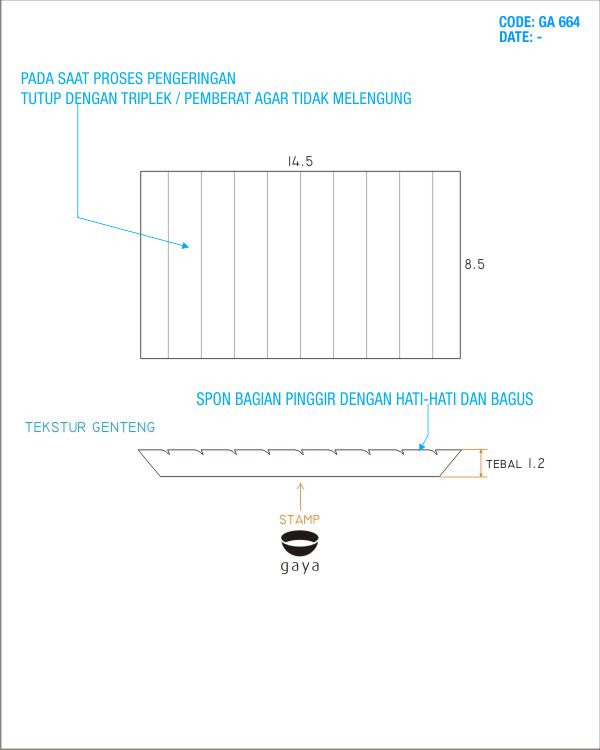 CODE: GA 664
DATE: -
PADA SAAT PROSES PENGERINGAN
TUTUP DENGAN TRIPLEK / PEMBERAT AGAR TIDAK MELENGUNG
14.5
8.5
SPON BAGIAN PINGGIR DENGAN HATI-HATI DAN BAGUS
TEKSTUR GENTENG
TEBAL 1.2
STAMP
gaya